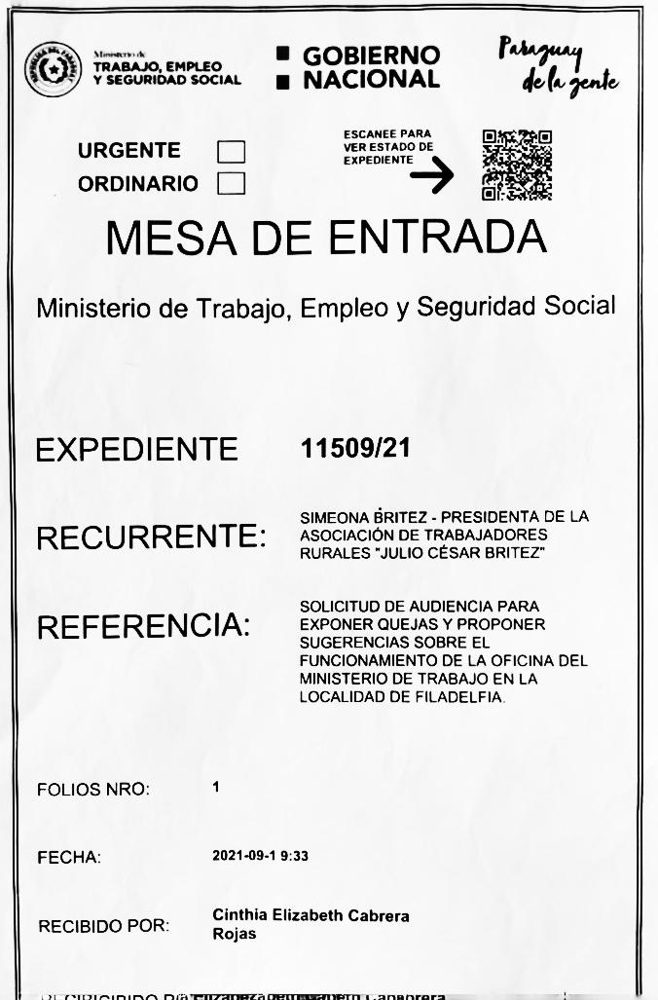 Ministerio de
TRABAJO, EMPLEO
Y SEGURIDAD SOCIAL
GOBIERNO
NACIONAL
Paraguay
de la gente
URGENTE
ORDINARIO
ESCANEE PARA
VER ESTADO DE
EXPEDIENTE
MESA DE ENTRADA
Ministerio de Trabajo, Empleo y Seguridad Social
EXPEDIENTE 11509/21
RECURRENTE: SIMEONA BRITEZ - PRESIDENTA DE LA
ASOCIACIÓN DE TRABAJADORES
RURALES "JULIO CÉSAR BRITEZ"
REFERENCIA: SOLICITUD DE AUDIENCIA PARA
EXPONER QUEJAS Y PROPONER
SUGERENCIAS SOBRE EL
FUNCIONAMIENTO DE LA OFICINA DEL
MINISTERIO DE TRABAJO EN LA
LOCALIDAD DE FILADELFIA.
FOLIOS NRO: 1
FECHA: 2021-09-1 9:33
RECIBIDO POR: Cinthia Elizabeth Cabrera
Rojas